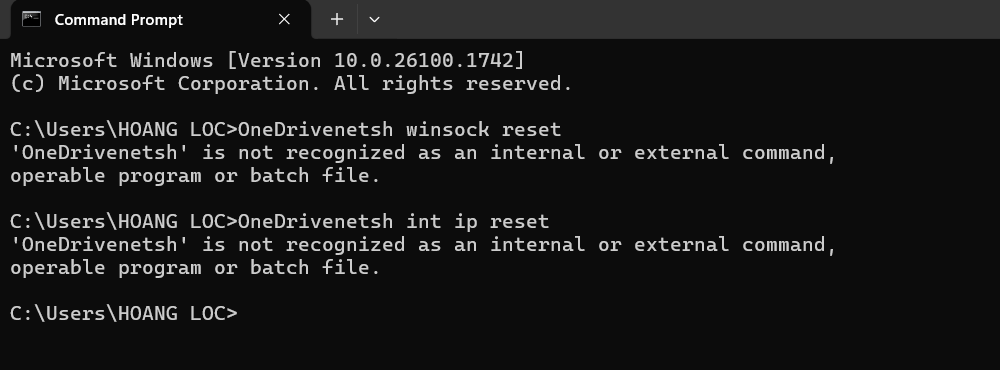 Command Prompt
Microsoft Windows [Version 10.0.26100.1742]
(c) Microsoft Corporation. All rights reserved.
C:\Users\HOANG LOC>OneDrivenetsh winsock reset
'OneDrivenetsh' is not recognized as an internal or external command,
operable program or batch file.
C:\Users\HOANG LOC>OneDrivenetsh int ip reset
'OneDrivenetsh' is not recognized as an internal or external command,
operable program or batch file.
C:\Users\HOANG LOC>